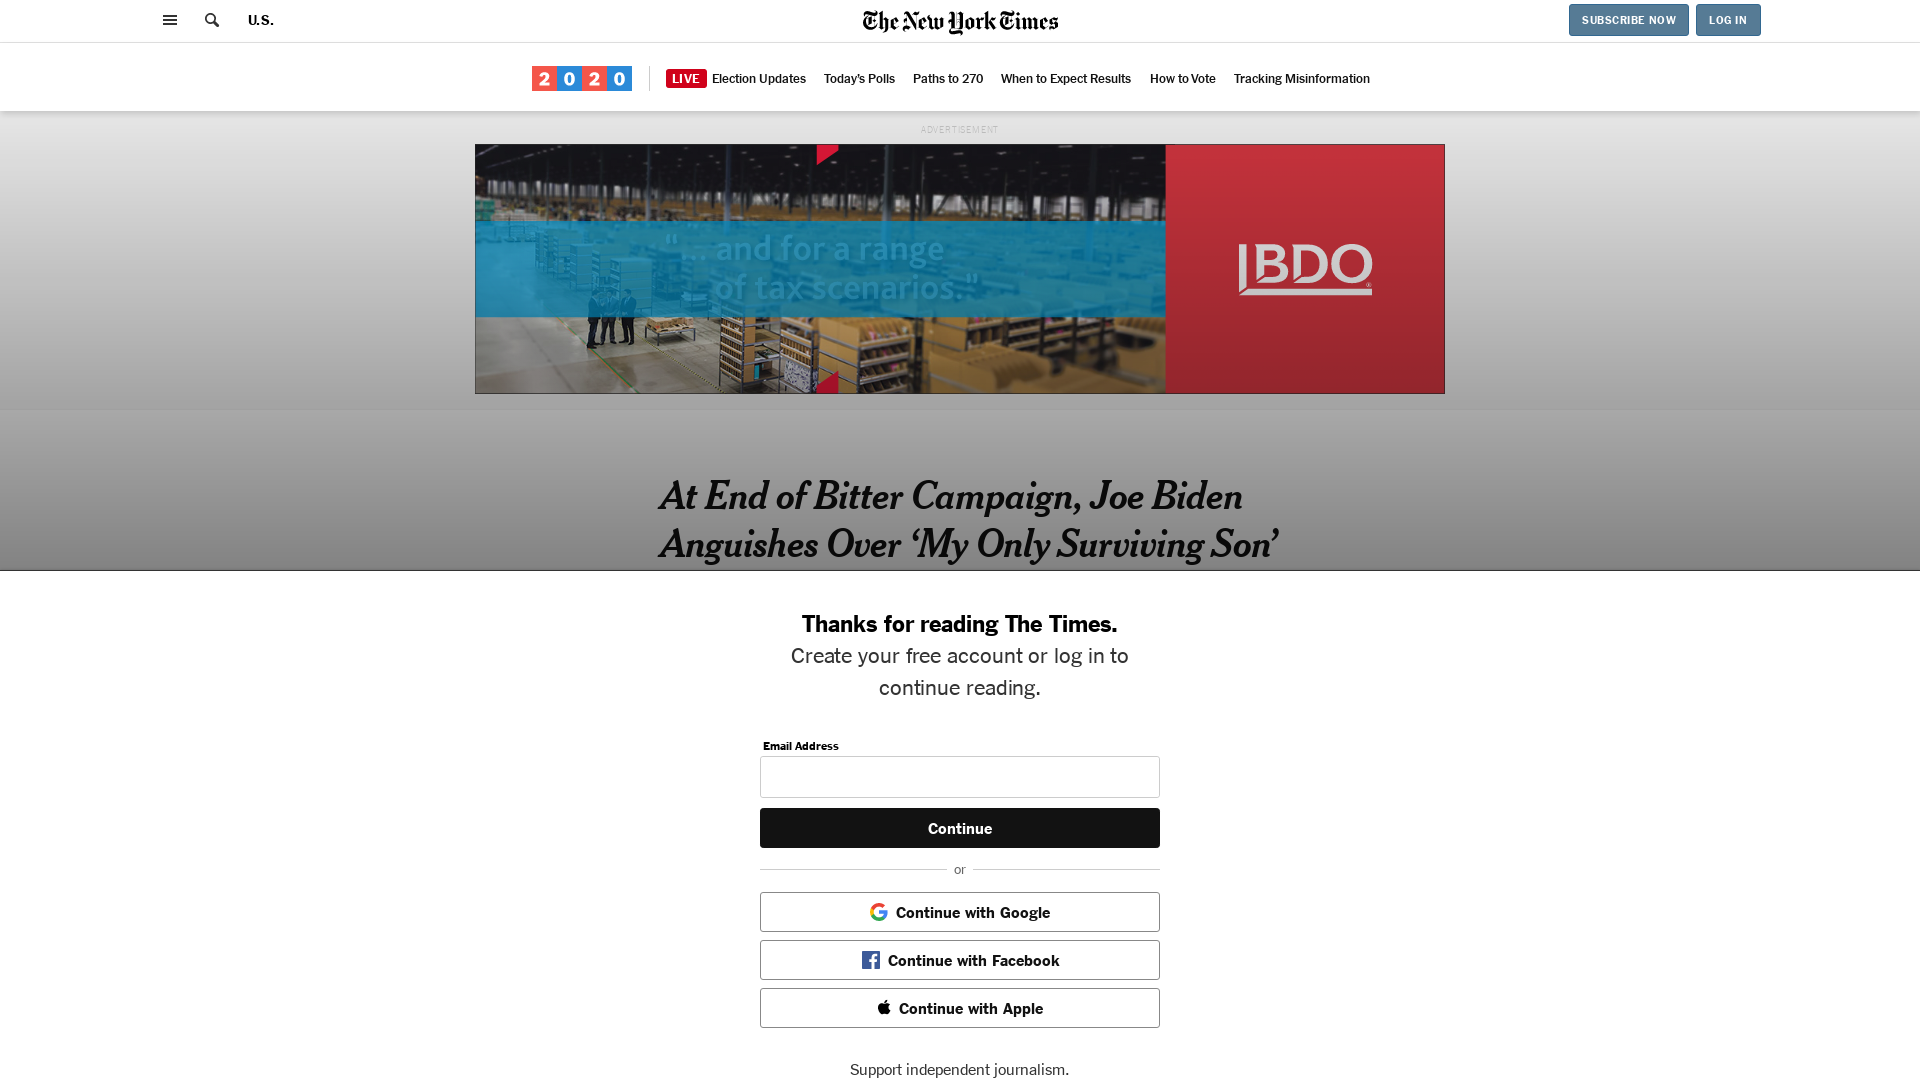 U.S.
The New York Times
SUBSCRIBE NOW
LOG IN
2020
LIVE Election Updates
Today's Polls
Paths to 270
When to Expect Results
How to Vote
Tracking Misinformation
ADVERTISEMENT
"... and for a range
of tax scenarios."
BDO
At End of Bitter Campaign, Joe Biden
Anguishes Over ‘My Only Surviving Son’
Thanks for reading The Times.
Create your free account or log in to
continue reading.
Email Address
Continue
or
Continue with Google
Continue with Facebook
Continue with Apple
Support independent journalism.